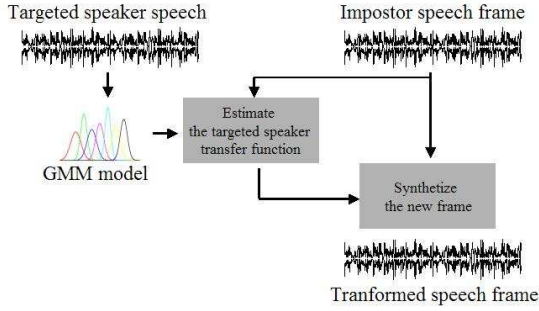 Targeted speaker speech
Impostor speech frame
Estimate
the targeted speaker
transfer function
GMM model
Synthetize
the new frame
Tranformed speech frame